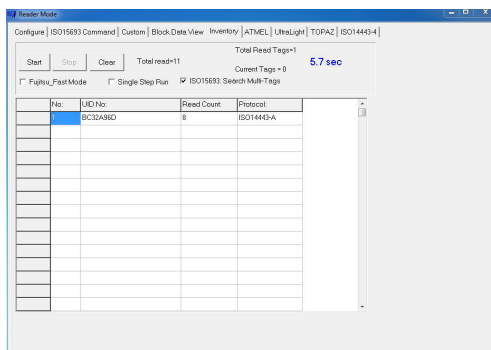 Reader Mode
Configure ISO15693 Command Custom Block Data View Inventory ATMEL UltraLight TOPAZ ISO14443-4
Total Read Tags=1
Start Stop Clear Total read=11 5.7 sec
Current Tags = 0
Fujitsu_Fast Mode Single Step Run ISO15693: Search Multi-Tags
No: UID No: Read Count Protocol:
1 BC32A96D 8 ISO14443-A